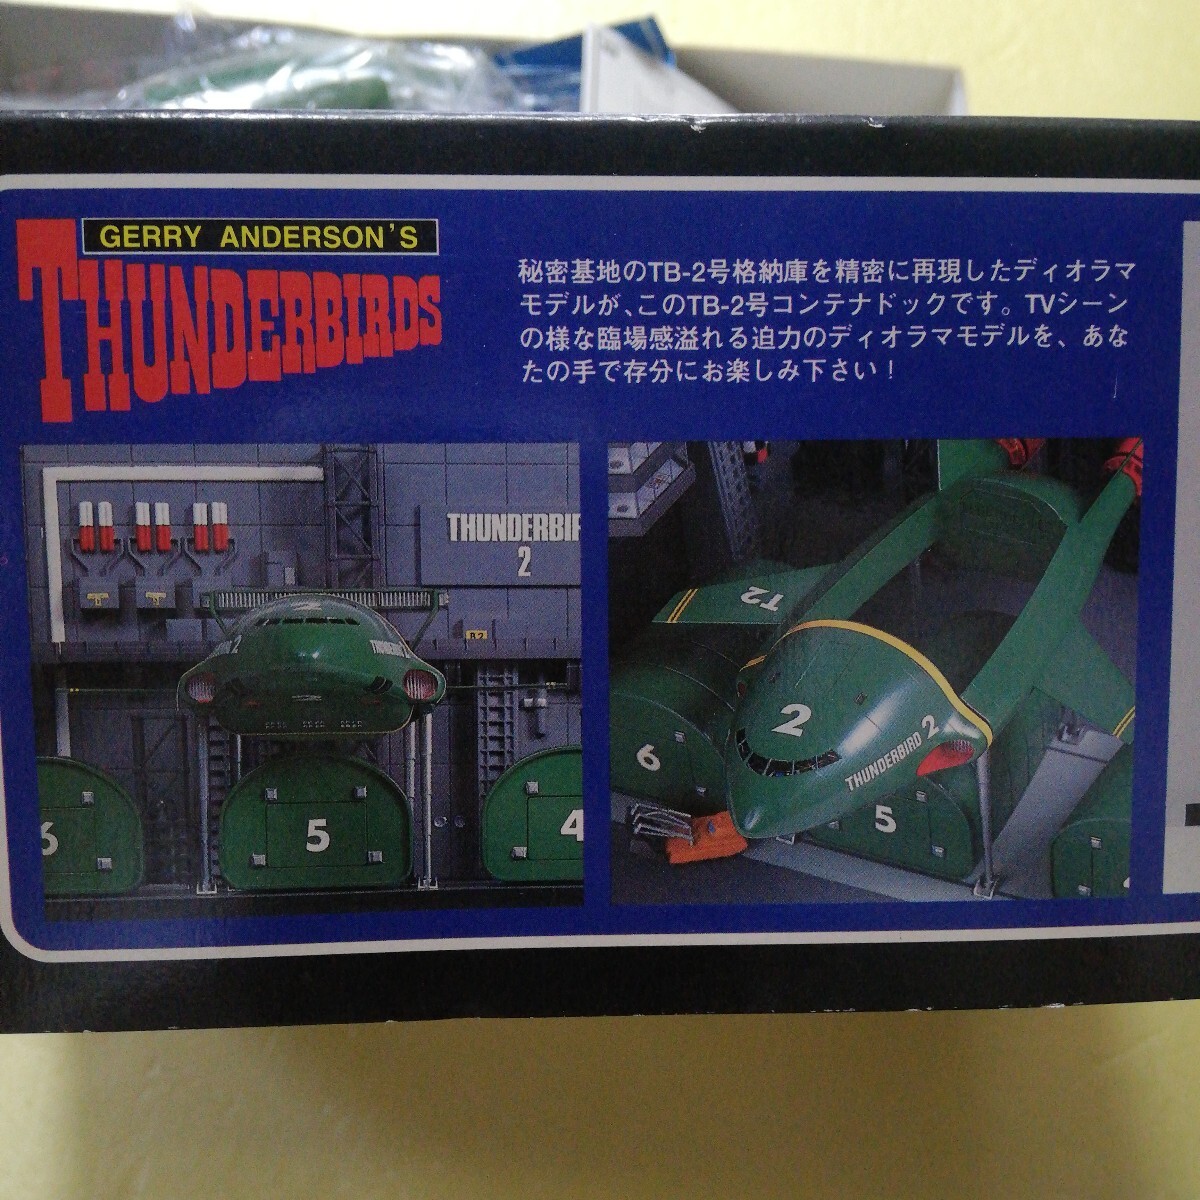 GERRY ANDERSON'S
THUNDERBIRDS
秘密基地のTB-2号格納庫を精密に再現したディオラマ
モデルが、このTB-2号コンテナドックです。TVシーン
の様な臨場感溢れる迫力のディオラマモデルを、あな
たの手で存分にお楽しみ下さい！
THUNDERBIR
2
B2
2
THUNDERBIRD 2
6
5
4
T2
2
THUNDERBIRD 2
6
5